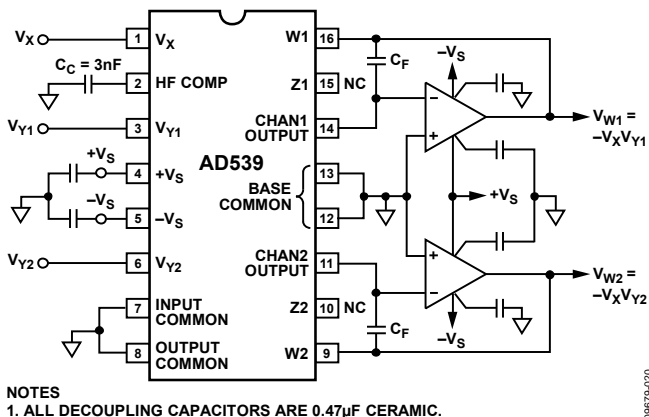 VX
1
VX
CC = 3nF
2
HF COMP
VY1
3
VY1
+VS
4
+VS
–VS
5
–VS
VY2
6
VY2
7
INPUT
COMMON
8
OUTPUT
COMMON
AD539
W1
16
Z1
15
NC
CHAN1
OUTPUT
14
BASE
COMMON
13
12
CHAN2
OUTPUT
11
Z2
10
NC
W2
9
CF
CF
–VS
–
+
+VS
+
–
–VS
VW1 =
–VXVY1
VW2 =
–VXVY2
NOTES
1. ALL DECOUPLING CAPACITORS ARE 0.47µF CERAMIC.
09679-020